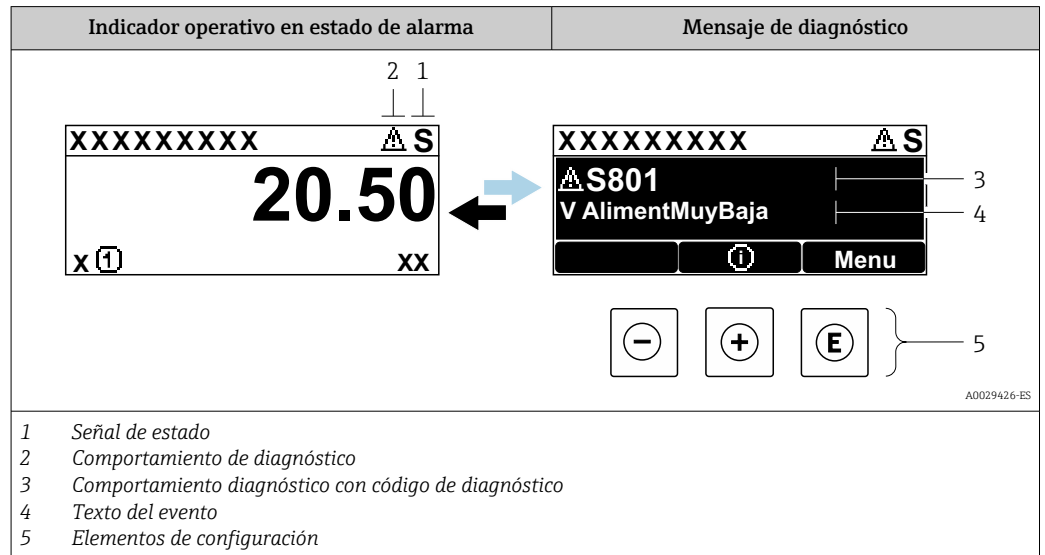 Indicador operativo en estado de alarma
Mensaje de diagnóstico
2 1
XXXXXXXXX S
20.50
x 1 XX
XXXXXXXXX S
S801
3
V AlimentMuyBaja
4
i Menu
- + E
5
A0029426-ES
1 Señal de estado
2 Comportamiento de diagnóstico
3 Comportamiento diagnóstico con código de diagnóstico
4 Texto del evento
5 Elementos de configuración